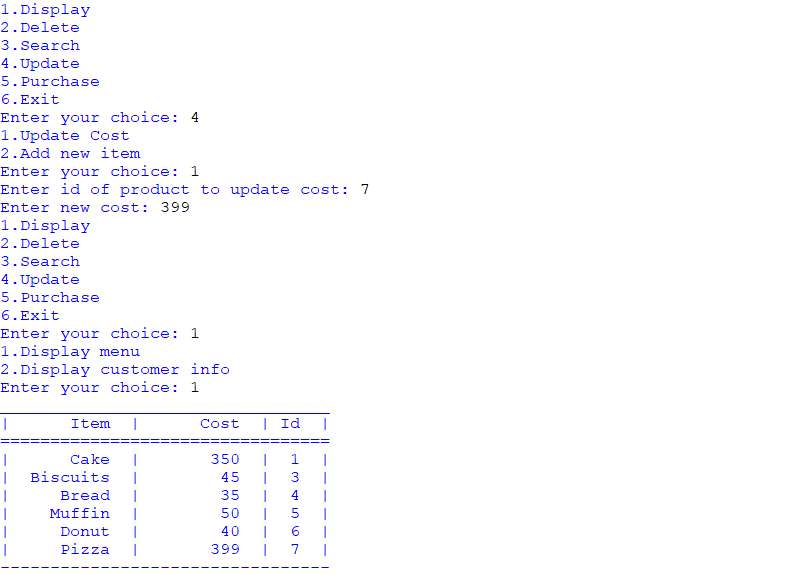 1.Display
2.Delete
3.Search
4.Update
5.Purchase
6.Exit
Enter your choice: 4
1.Update Cost
2.Add new item
Enter your choice: 1
Enter id of product to update cost: 7
Enter new cost: 399
1.Display
2.Delete
3.Search
4.Update
5.Purchase
6.Exit
Enter your choice: 1
1.Display menu
2.Display customer info
Enter your choice: 1
_________________________________
|      Item  |      Cost  | Id  |
=================================
|      Cake  |       350  |  1  |
|  Biscuits  |        45  |  3  |
|     Bread  |        35  |  4  |
|    Muffin  |        50  |  5  |
|     Donut  |        40  |  6  |
|     Pizza  |       399  |  7  |
---------------------------------